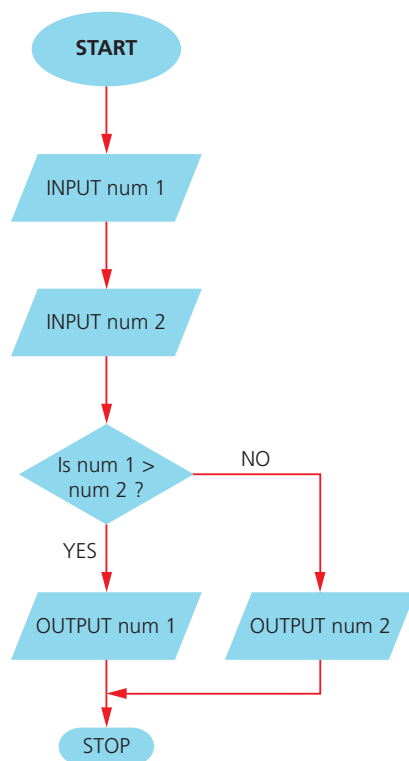 START
INPUT num 1
INPUT num 2
Is num 1 >
num 2 ?
NO
YES
OUTPUT num 1
OUTPUT num 2
STOP